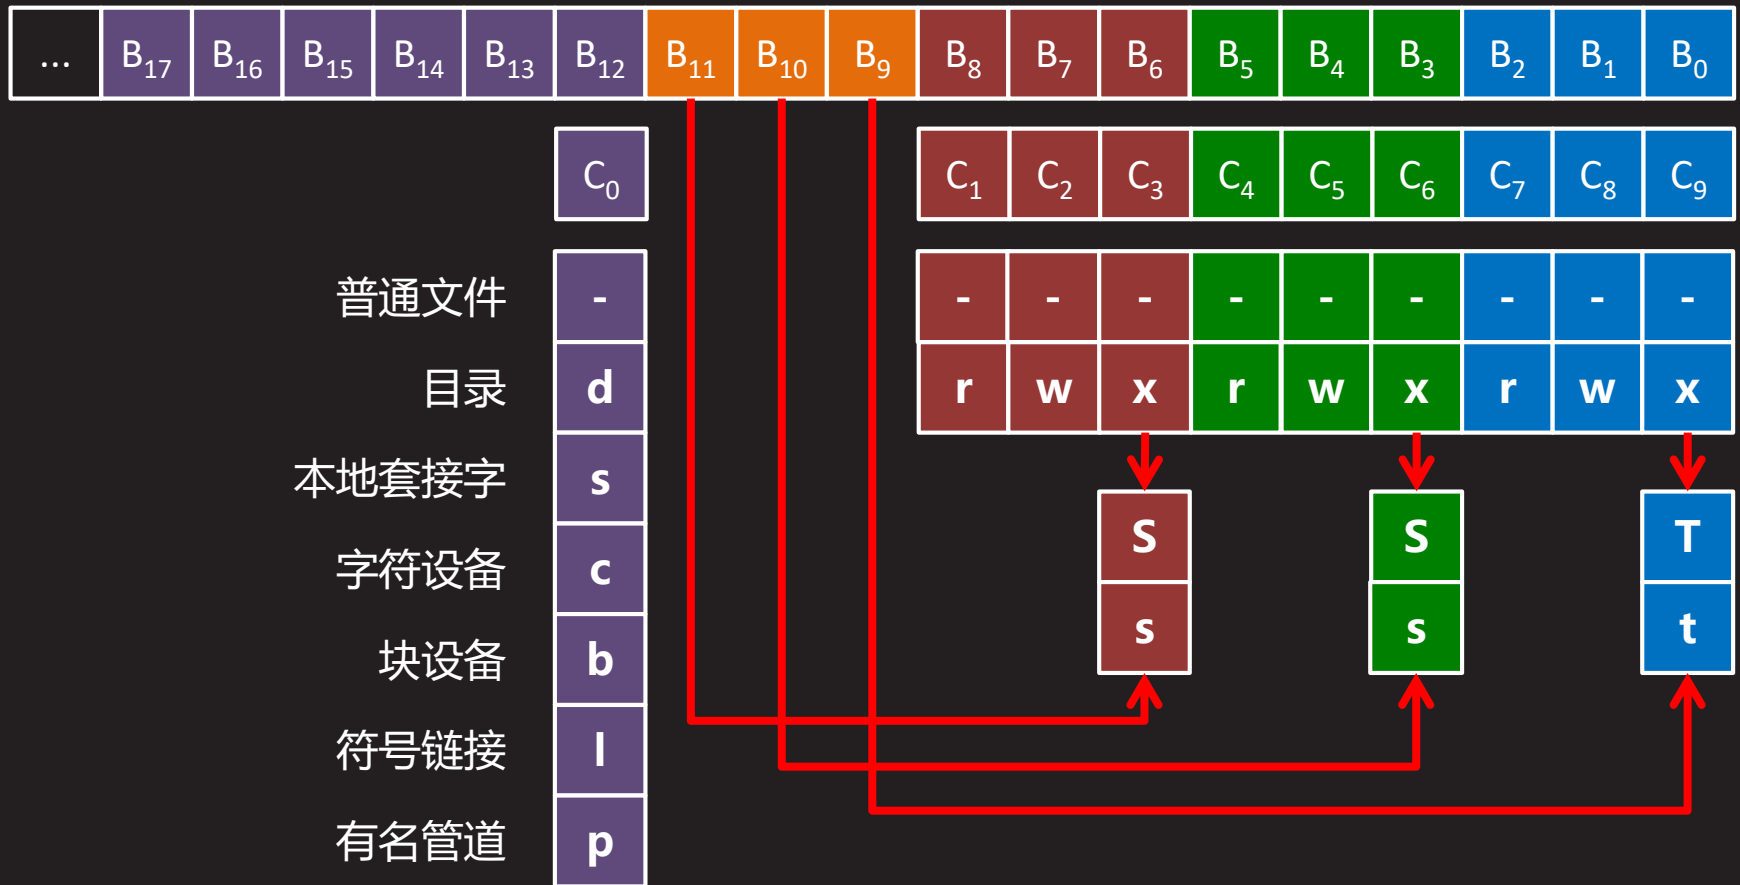 ... B₁₇ B₁₆ B₁₅ B₁₄ B₁₃ B₁₂ B₁₁ B₁₀ B₉ B₈ B₇ B₆ B₅ B₄ B₃ B₂ B₁ B₀
C₀ C₁ C₂ C₃ C₄ C₅ C₆ C₇ C₈ C₉
普通文件 - - - - - - - - - -
目录 d r w x r w x r w x
本地套接字 s S S T
字符设备 c s s t
块设备 b
符号链接 l
有名管道 p